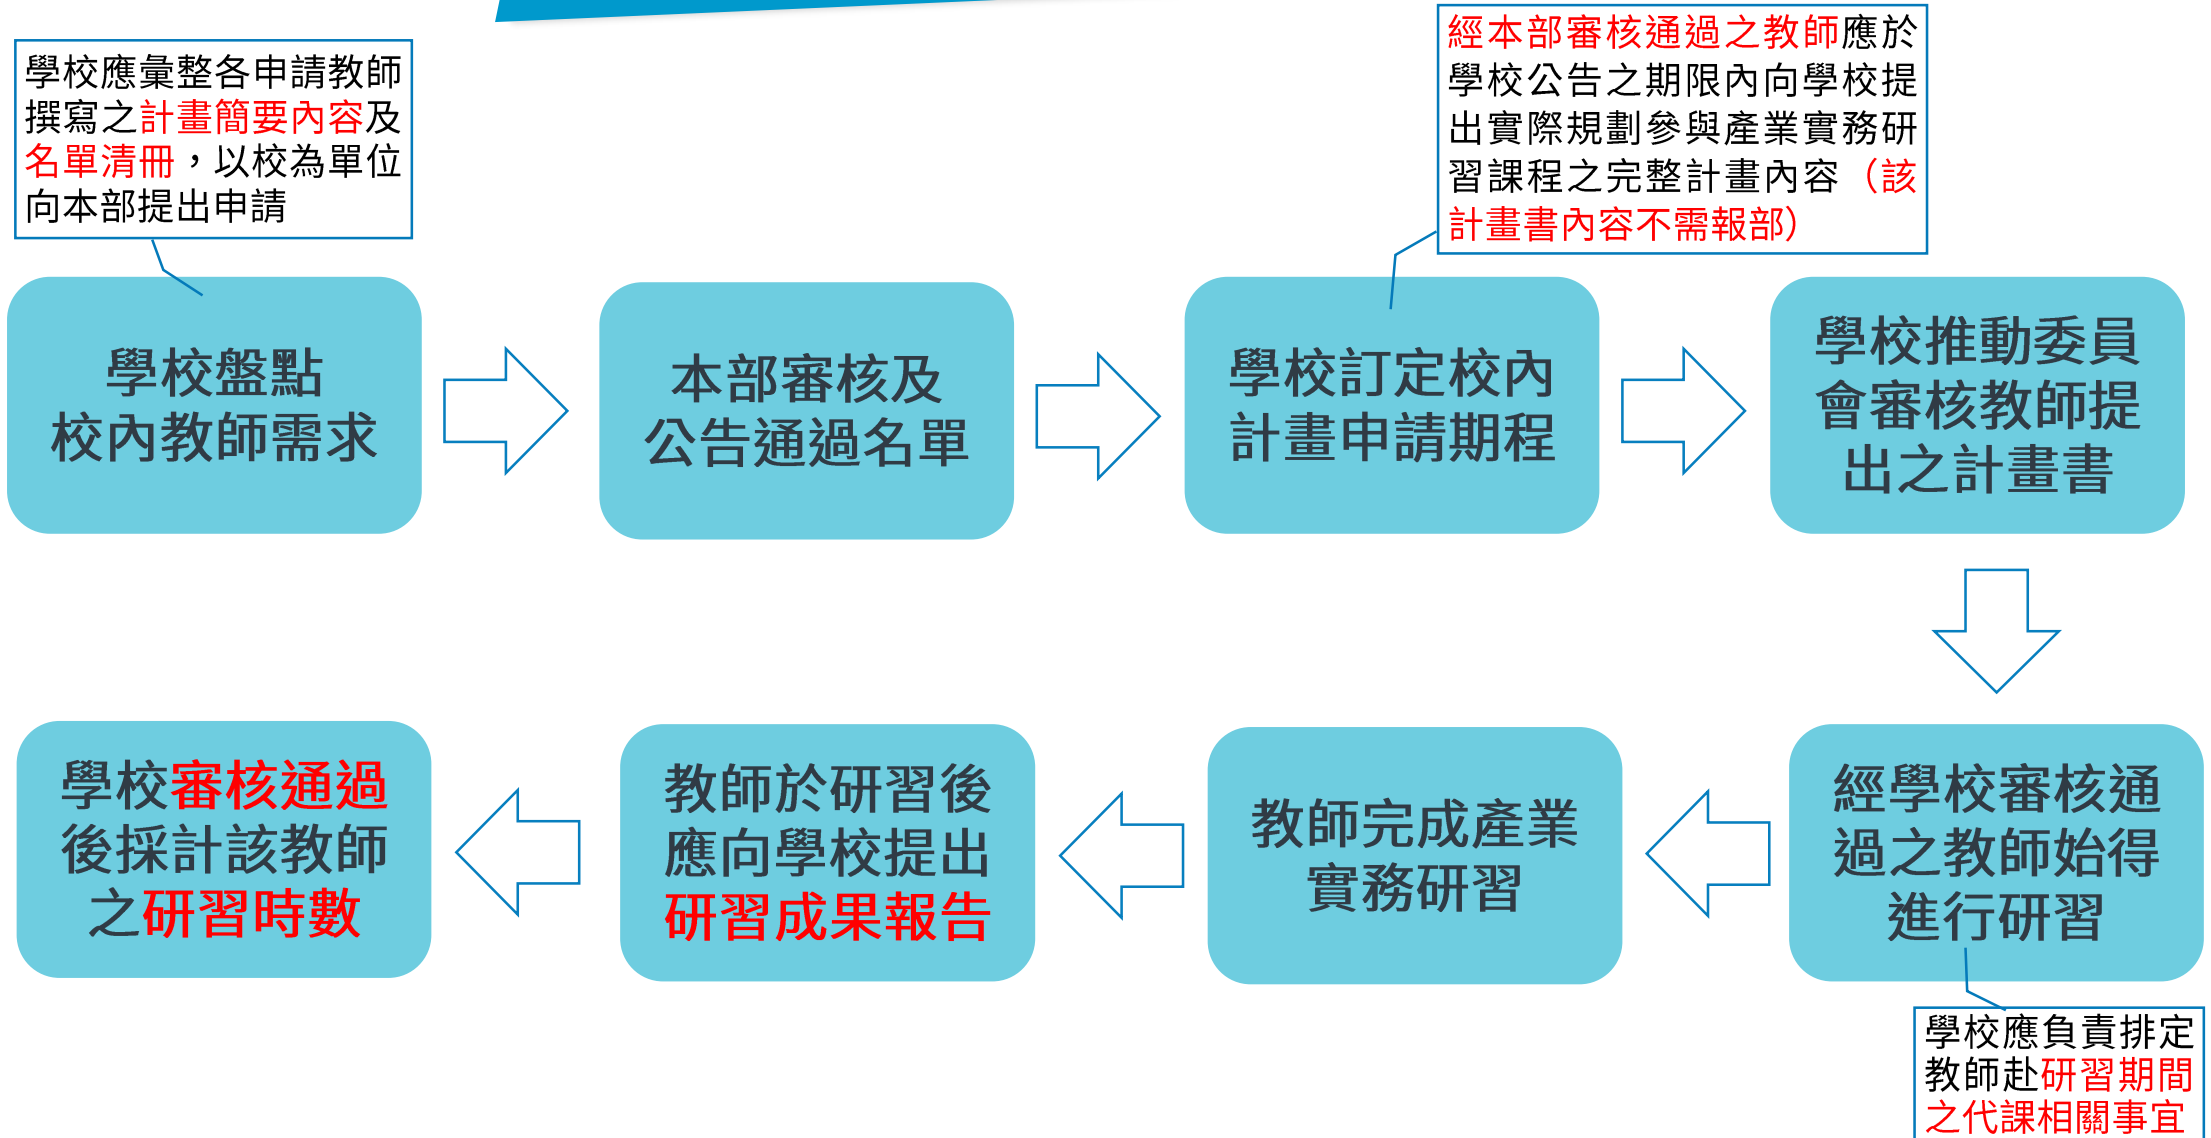 學校應彙整各申請教師
撰寫之計畫簡要內容及
名單清冊，以校為單位
向本部提出申請
經本部審核通過之教師應於
學校公告之期限內向學校提
出實際規劃參與產業實務研
習課程之完整計畫內容（該
計畫書內容不需報部）
學校盤點
校內教師需求
本部審核及
公告通過名單
學校訂定校內
計畫申請期程
學校推動委員
會審核教師提
出之計畫書
經學校審核通
過之教師始得
進行研習
學校應負責排定
教師赴研習期間
之代課相關事宜
教師完成產業
實務研習
教師於研習後
應向學校提出
研習成果報告
學校審核通過
後採計該教師
之研習時數